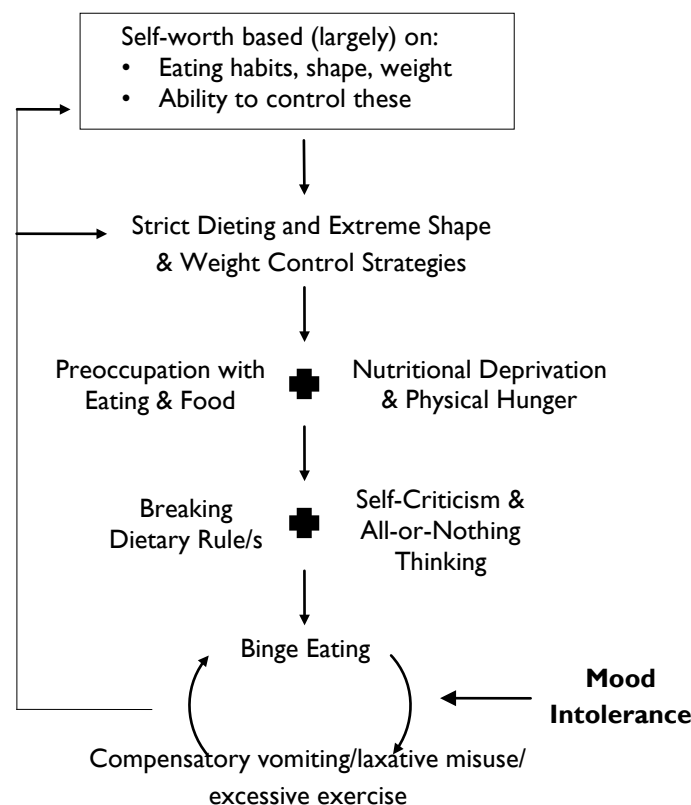 Self-worth based (largely) on:
• Eating habits, shape, weight
• Ability to control these
Strict Dieting and Extreme Shape
& Weight Control Strategies
Preoccupation with
Eating & Food
Nutritional Deprivation
& Physical Hunger
Breaking
Dietary Rule/s
Self-Criticism &
All-or-Nothing
Thinking
Binge Eating
Mood
Intolerance
Compensatory vomiting/laxative misuse/
excessive exercise